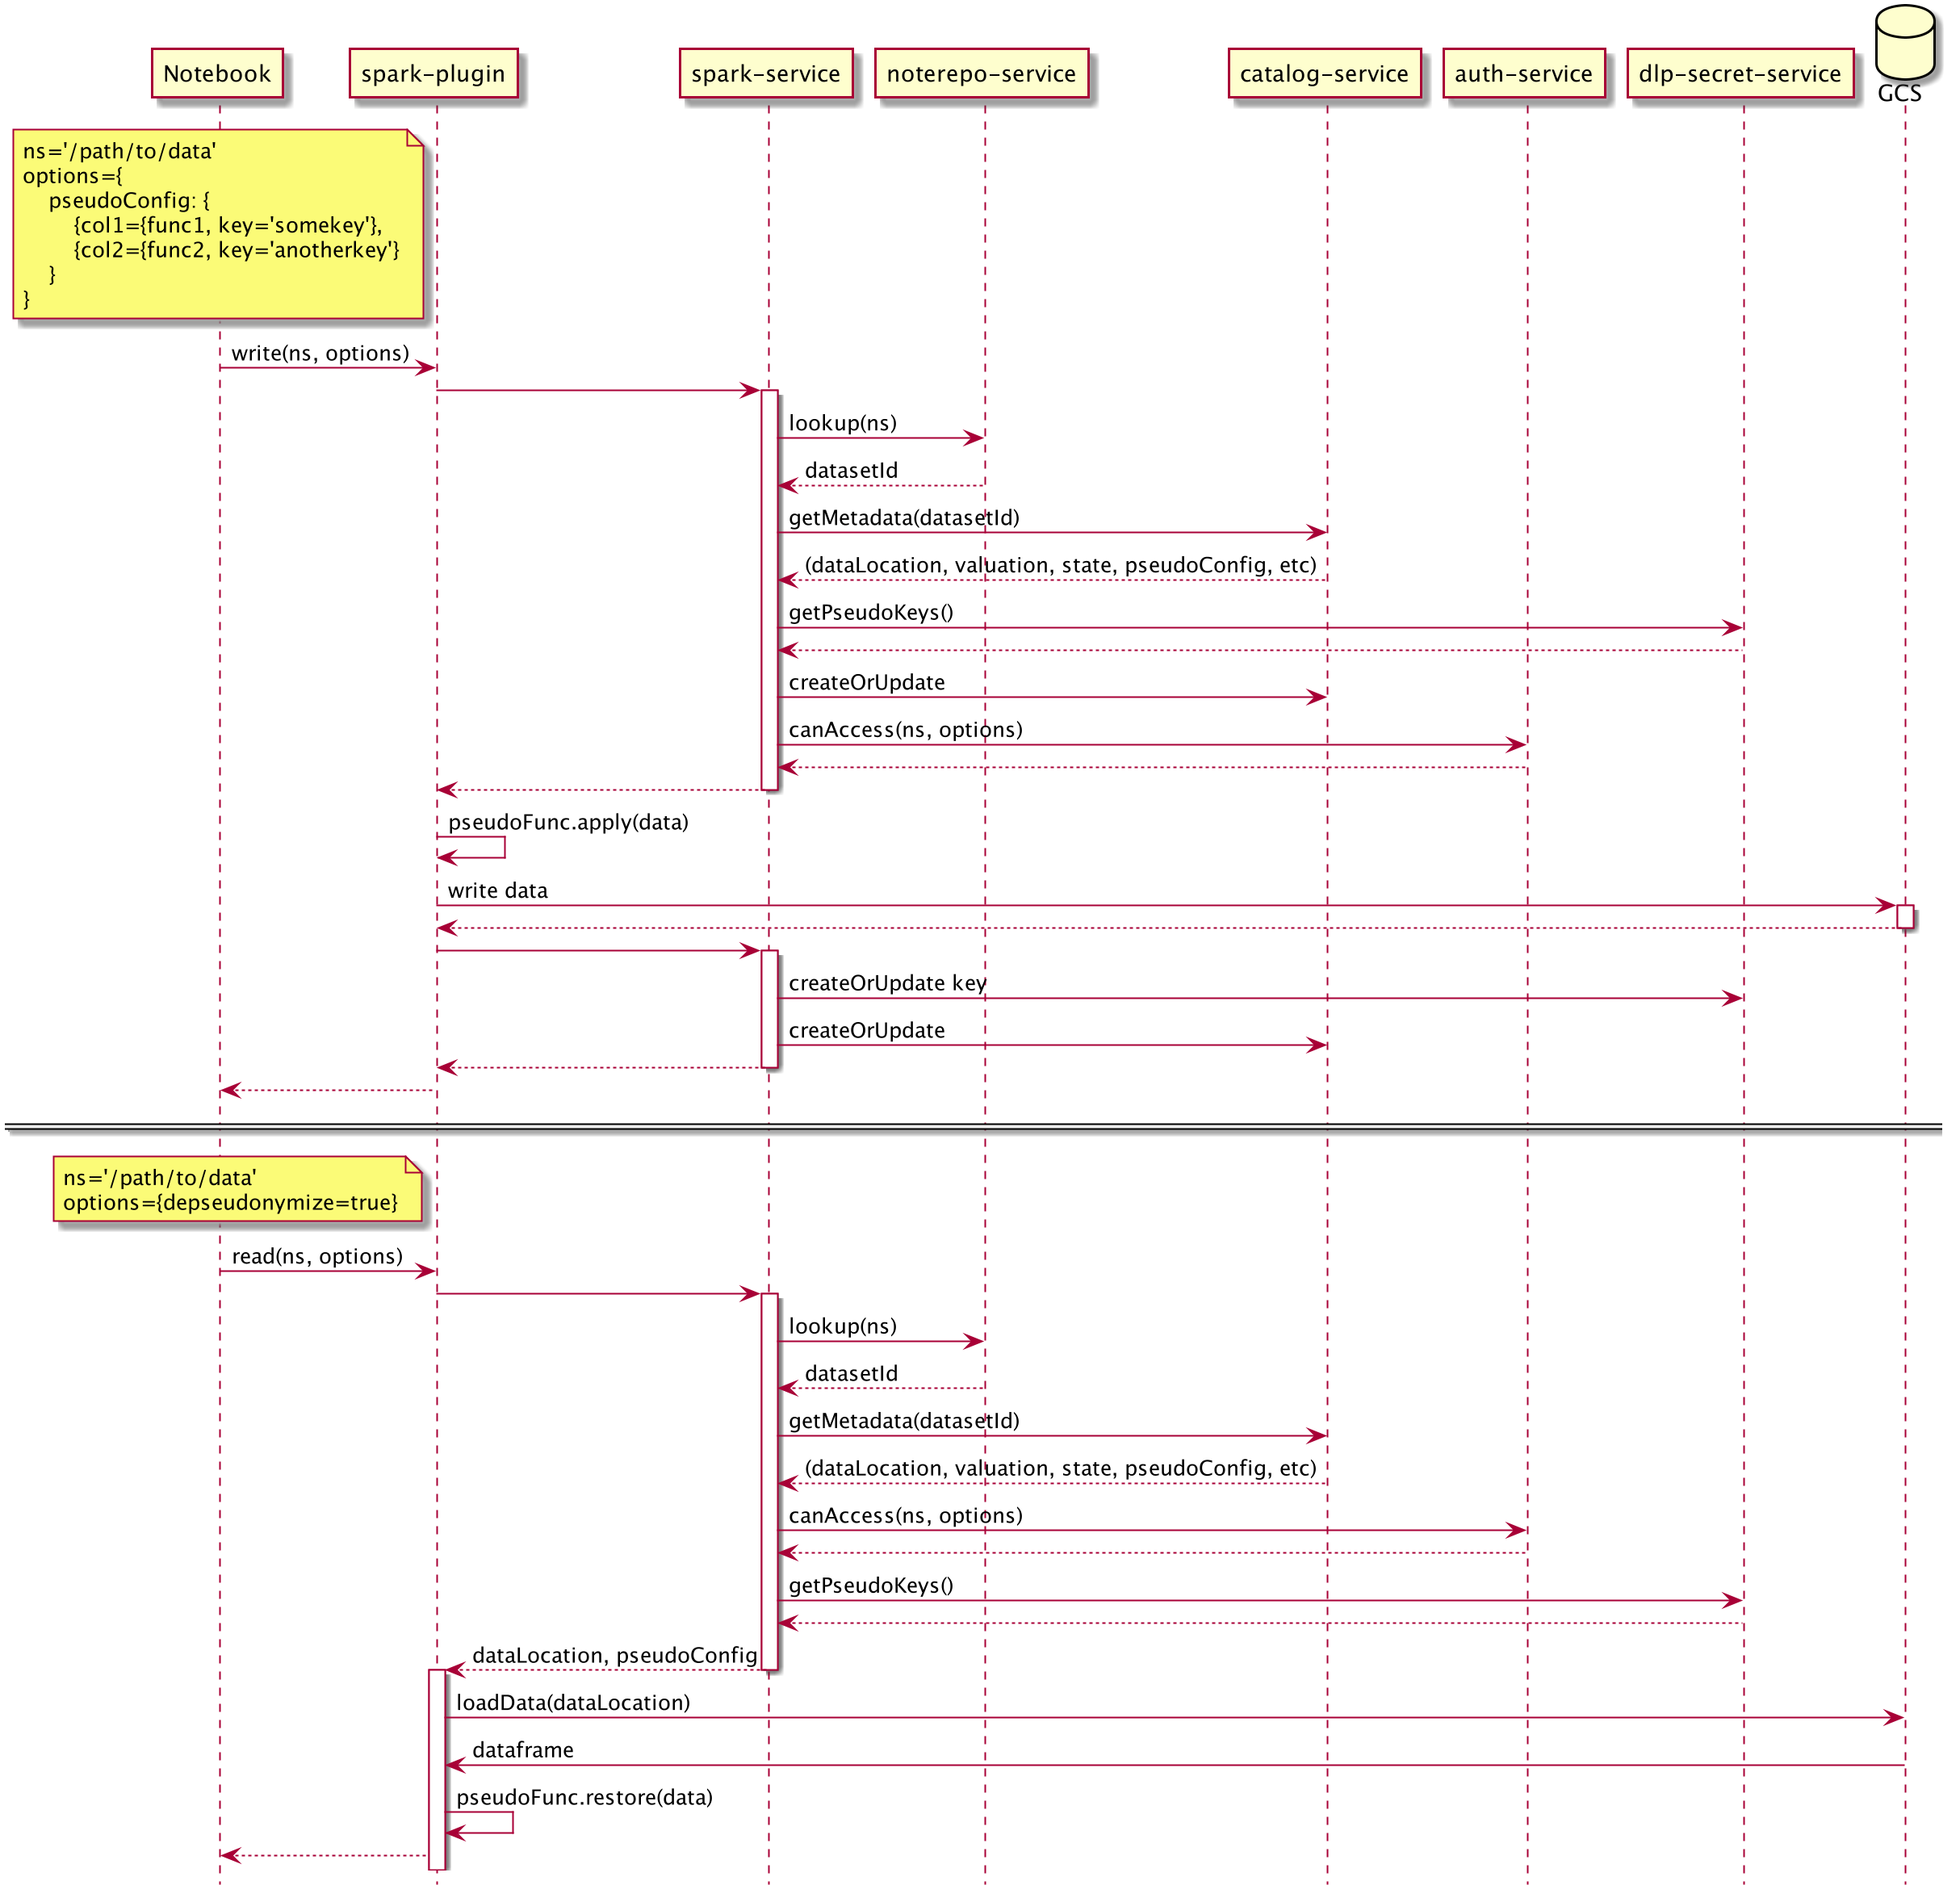 Notebook
spark-plugin
spark-service
noterepo-service
catalog-service
auth-service
dlp-secret-service
GCS
ns='/path/to/data'
options={
pseudoConfig: {
{col1={func1, key='somekey'},
{col2={func2, key='anotherkey'}
}
}
write(ns, options)
lookup(ns)
datasetId
getMetadata(datasetId)
(dataLocation, valuation, state, pseudoConfig, etc)
getPseudoKeys()
createOrUpdate
canAccess(ns, options)
pseudoFunc.apply(data)
write data
createOrUpdate key
createOrUpdate
ns='/path/to/data'
options={depseudonymize=true}
read(ns, options)
lookup(ns)
datasetId
getMetadata(datasetId)
(dataLocation, valuation, state, pseudoConfig, etc)
canAccess(ns, options)
getPseudoKeys()
dataLocation, pseudoConfig
loadData(dataLocation)
dataframe
pseudoFunc.restore(data)